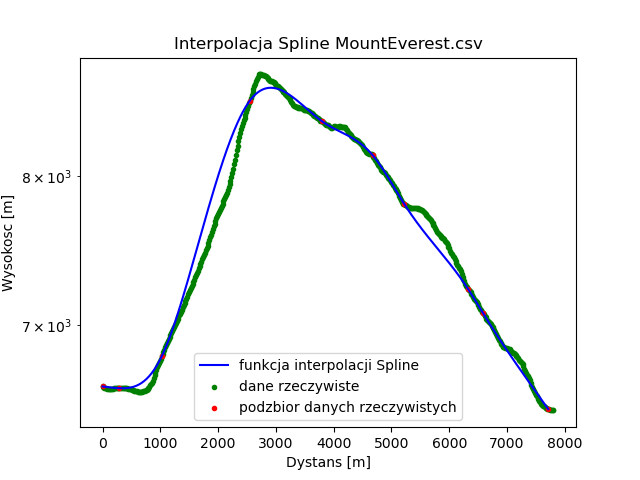 Interpolacja Spline MountEverest.csv
Wysokosc [m]
8 × 10³
7 × 10³
funkcja interpolacji Spline
dane rzeczywiste
podzbior danych rzeczywistych
0 1000 2000 3000 4000 5000 6000 7000 8000
Dystans [m]